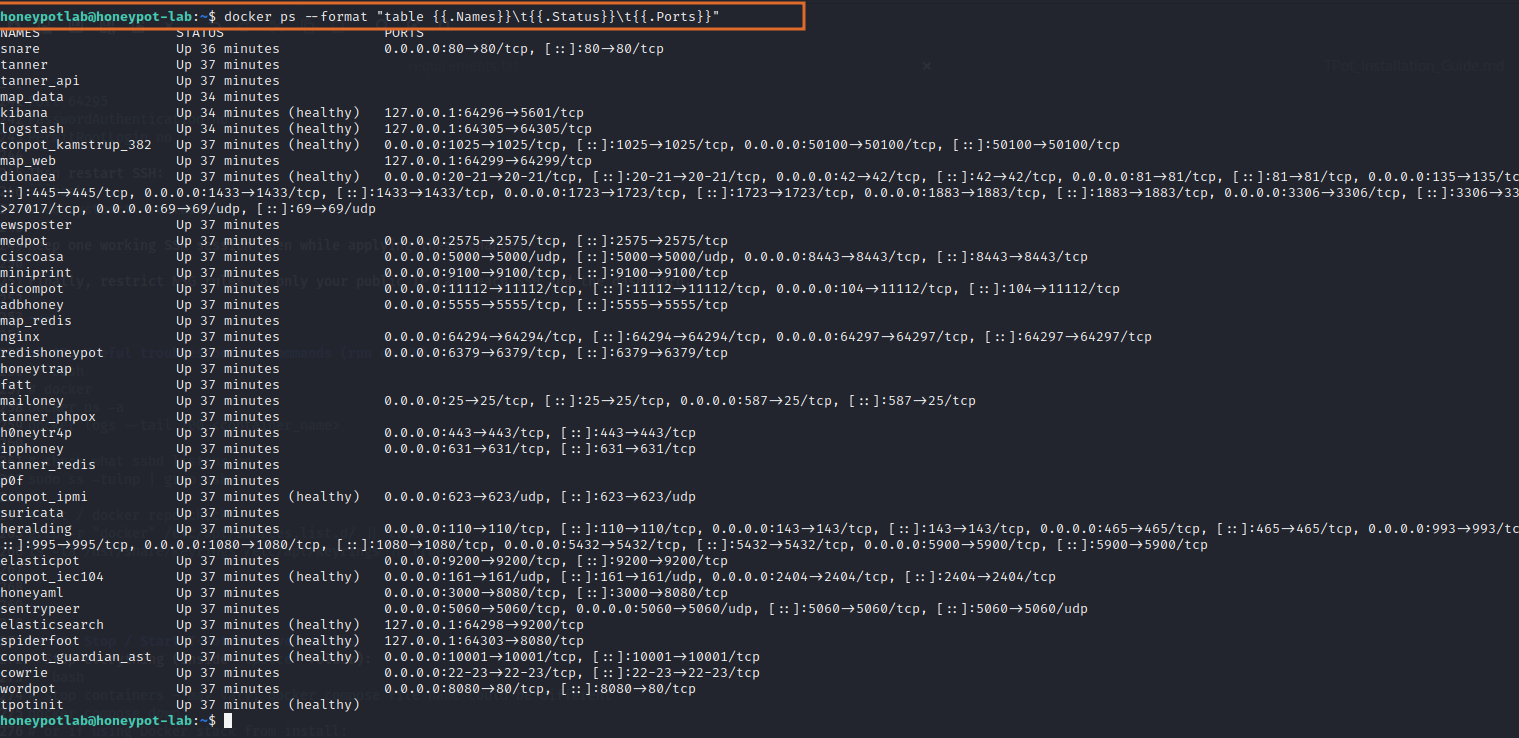 honeypotlab@honeypot-lab:~$ docker ps --format "table {{.Names}}\t{{.Status}}\t{{.Ports}}"
NAMES STATUS PORTS
snare Up 36 minutes 0.0.0.0:80->80/tcp, [::]:80->80/tcp
tanner Up 37 minutes
tanner_api Up 37 minutes
map_data Up 34 minutes
kibana Up 34 minutes (healthy) 127.0.0.1:64296->5601/tcp
logstash Up 34 minutes (healthy) 127.0.0.1:64305->64305/tcp
conpot_kamstrup_382 Up 37 minutes (healthy) 0.0.0.0:1025->1025/tcp, [::]:1025->1025/tcp, 0.0.0.0:50100->50100/tcp, [::]:50100->50100/tcp
map_web Up 37 minutes 127.0.0.1:64299->64299/tcp
dionaea Up 37 minutes (healthy) 0.0.0.0:20-21->20-21/tcp, [::]:20-21->20-21/tcp, 0.0.0.0:42->42/tcp, [::]:42->42/tcp, 0.0.0.0:81->81/tcp, [::]:81->81/tcp, 0.0.0.0:135->135/tc
::]:445->445/tcp, 0.0.0.0:1433->1433/tcp, [::]:1433->1433/tcp, 0.0.0.0:1723->1723/tcp, [::]:1723->1723/tcp, 0.0.0.0:1883->1883/tcp, [::]:1883->1883/tcp, 0.0.0.0:3306->3306/tcp, [::]:3306->33
>27017/tcp, 0.0.0.0:69->69/udp, [::]:69->69/udp
ewsposter Up 37 minutes
medpot Up 37 minutes 0.0.0.0:2575->2575/tcp, [::]:2575->2575/tcp
ciscoasa Up 37 minutes 0.0.0.0:5000->5000/udp, [::]:5000->5000/udp, 0.0.0.0:8443->8443/tcp, [::]:8443->8443/tcp
miniprint Up 37 minutes 0.0.0.0:9100->9100/tcp, [::]:9100->9100/tcp
dicompot Up 37 minutes 0.0.0.0:11112->11112/tcp, [::]:11112->11112/tcp, 0.0.0.0:104->11112/tcp, [::]:104->11112/tcp
adbhoney Up 37 minutes 0.0.0.0:5555->5555/tcp, [::]:5555->5555/tcp
map_redis Up 37 minutes
nginx Up 37 minutes 0.0.0.0:64294->64294/tcp, [::]:64294->64294/tcp, 0.0.0.0:64297->64297/tcp, [::]:64297->64297/tcp
redishoneypot Up 37 minutes 0.0.0.0:6379->6379/tcp, [::]:6379->6379/tcp
honeytrap Up 37 minutes
fatt Up 37 minutes
mailoney Up 37 minutes 0.0.0.0:25->25/tcp, [::]:25->25/tcp, 0.0.0.0:587->25/tcp, [::]:587->25/tcp
tanner_phpox Up 37 minutes
h0neytr4p Up 37 minutes 0.0.0.0:443->443/tcp, [::]:443->443/tcp
ipphoney Up 37 minutes 0.0.0.0:631->631/tcp, [::]:631->631/tcp
tanner_redis Up 37 minutes
p0f Up 37 minutes
conpot_ipmi Up 37 minutes (healthy) 0.0.0.0:623->623/udp, [::]:623->623/udp
suricata Up 37 minutes
heralding Up 37 minutes 0.0.0.0:110->110/tcp, [::]:110->110/tcp, 0.0.0.0:143->143/tcp, [::]:143->143/tcp, 0.0.0.0:465->465/tcp, [::]:465->465/tcp, 0.0.0.0:993->993/tc
::]:995->995/tcp, 0.0.0.0:1080->1080/tcp, [::]:1080->1080/tcp, 0.0.0.0:5432->5432/tcp, [::]:5432->5432/tcp, 0.0.0.0:5900->5900/tcp, [::]:5900->5900/tcp
elasticpot Up 37 minutes 0.0.0.0:9200->9200/tcp, [::]:9200->9200/tcp
conpot_iec104 Up 37 minutes (healthy) 0.0.0.0:161->161/udp, [::]:161->161/udp, 0.0.0.0:2404->2404/tcp, [::]:2404->2404/tcp
honeyaml Up 37 minutes 0.0.0.0:3000->8080/tcp, [::]:3000->8080/tcp
sentrypeer Up 37 minutes 0.0.0.0:5060->5060/tcp, 0.0.0.0:5060->5060/udp, [::]:5060->5060/tcp, [::]:5060->5060/udp
elasticsearch Up 37 minutes (healthy) 127.0.0.1:64298->9200/tcp
spiderfoot Up 37 minutes (healthy) 127.0.0.1:64303->8080/tcp
conpot_guardian_ast Up 37 minutes (healthy) 0.0.0.0:10001->10001/tcp, [::]:10001->10001/tcp
cowrie Up 37 minutes 0.0.0.0:22-23->22-23/tcp, [::]:22-23->22-23/tcp
wordpot Up 37 minutes 0.0.0.0:8080->80/tcp, [::]:8080->80/tcp
tpotinit Up 37 minutes (healthy)
honeypotlab@honeypot-lab:~$